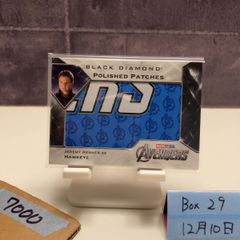 BLACK DIAMOND
POLISHED PATCHES
JEREMY RENNER AS
HAWKEYE
MARVEL
STUDIOS
AVENGERS
7000
Box 29
12月10日